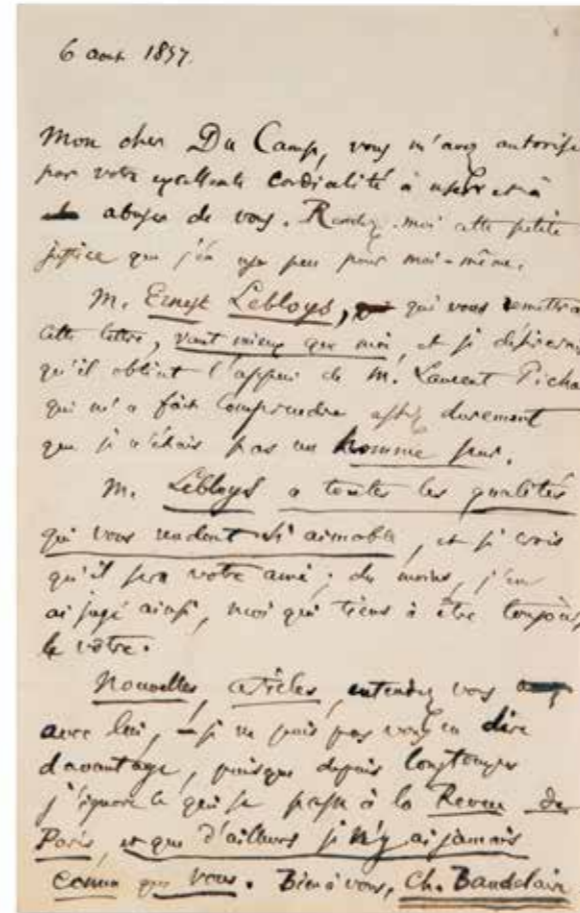 6 aout 1857.
Mon cher Du Camp, vous m'avez autorisé
par votre excellente cordialité à user et à
abuser de vous. Rendez-moi cette petite
justice que j'en use peu pour moi-même.
M. Ernest Lebloys, qui vous remettra
cette lettre, vaut mieux que moi, et je désirerais
qu'il obtint l'appui de M. Laurent Picha
qui m'a fait comprendre assez durement
que je n'étais pas un homme pur.
M. Lebloys a toutes les qualités
qui vous rendent si aimable, et je crois
qu'il sera votre ami; du moins, j'en
ai jugé ainsi, moi qui tiens à être toujours
le vôtre.
Nouvelles, articles, entendez vous
avec lui, – je ne puis pas vous en dire
davantage, puisque depuis longtemps
j'ignore ce qui se passe à la Revue de
Paris, et que d'ailleurs je n'y ai jamais
connu que vous. Bien à vous, Ch. Baudelaire